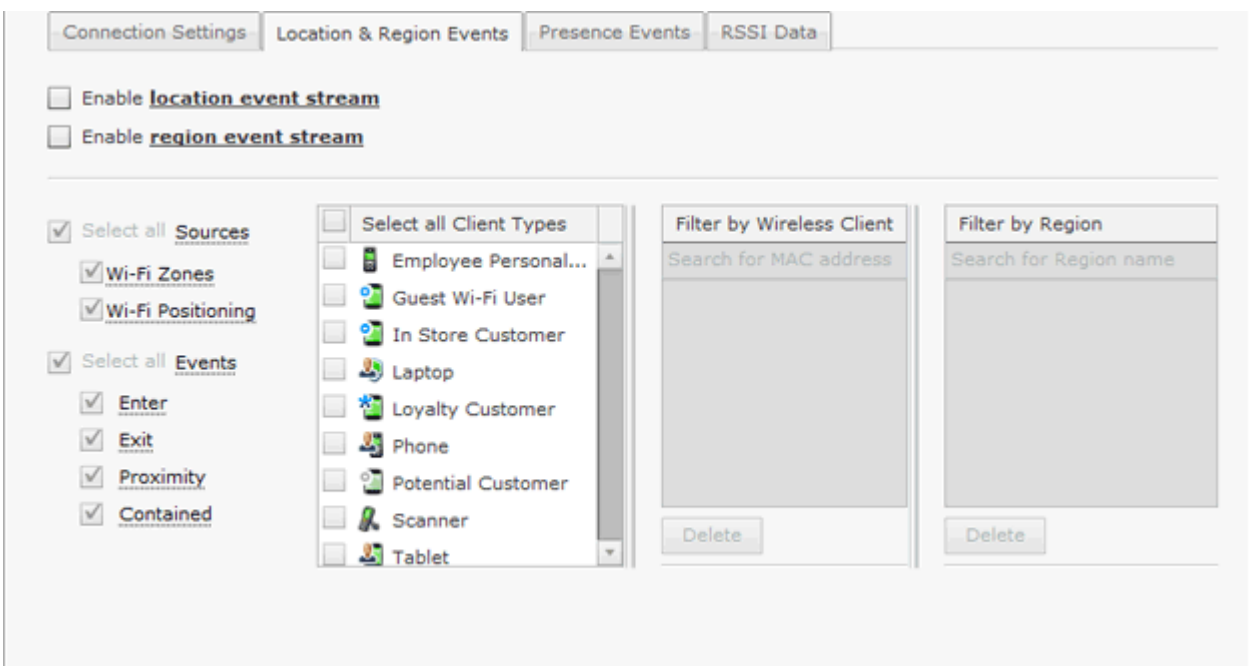 Connection Settings Location & Region Events Presence Events RSSI Data
Enable location event stream
Enable region event stream
Select all Sources
Wi-Fi Zones
Wi-Fi Positioning
Select all Events
Enter
Exit
Proximity
Contained
Select all Client Types
Employee Personal...
Guest Wi-Fi User
In Store Customer
Laptop
Loyalty Customer
Phone
Potential Customer
Scanner
Tablet
Filter by Wireless Client
Search for MAC address
Delete
Filter by Region
Search for Region name
Delete